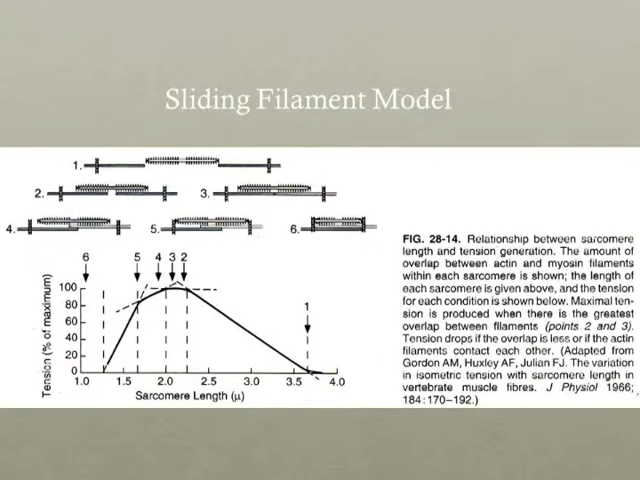 Sliding Filament Model
1.
2.
3.
4.
5.
6.
FIG. 28-14. Relationship between sarcomere
length and tension generation. The amount of
overlap between actin and myosin filaments
within each sarcomere is shown; the length of
each sarcomere is given above, and the tension
for each condition is shown below. Maximal ten-
sion is produced when there is the greatest
overlap between filaments (points 2 and 3).
Tension drops if the overlap is less or if the actin
filaments contact each other. (Adapted from
Gordon AM, Huxley AF, Julian FJ. The variation
in isometric tension with sarcomere length in
vertebrate muscle fibres. J Physiol 1966;
184:170–192.)
6 5 4 3 2
1
Tension (% of maximum)
100
80
60
40
20
0
1.0 1.5 2.0 2.5 3.0 3.5 4.0
Sarcomere Length (μ)